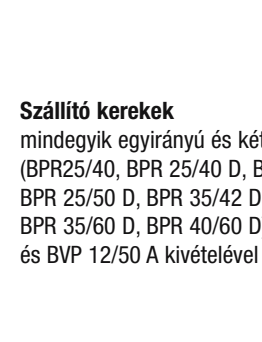 Szállító kerekek
mindegyik egyirányú és két
(BPR25/40, BPR 25/40 D, B
BPR 25/50 D, BPR 35/42 D
BPR 35/60 D, BPR 40/60 D
és BVP 12/50 A kivételével